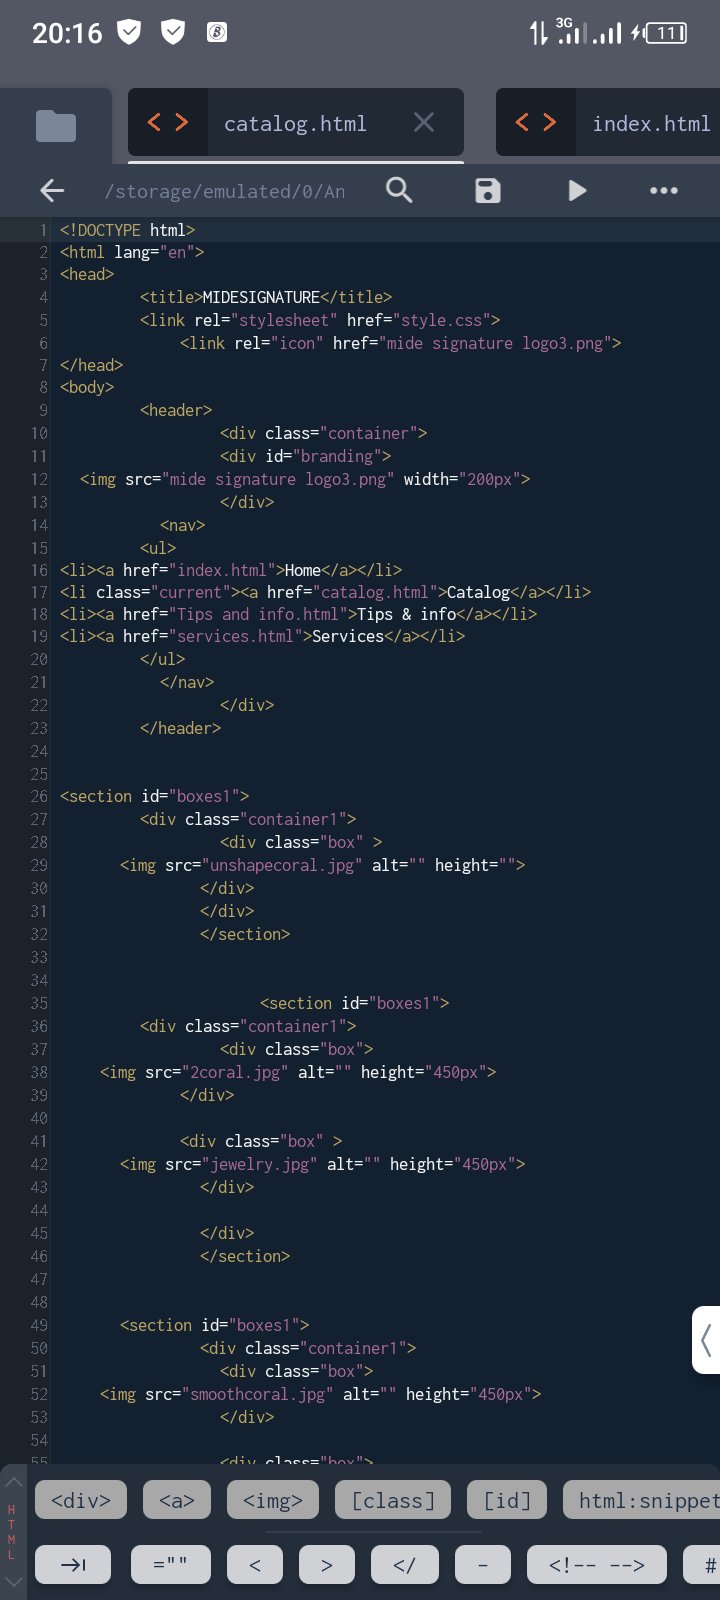 20:16 3G 11
catalog.html index.html
/storage/emulated/0/An
1 <!DOCTYPE html>
2 <html lang="en">
3 <head>
4 <title>MIDESIGNATURE</title>
5 <link rel="stylesheet" href="style.css">
6 <link rel="icon" href="mide signature logo3.png">
7 </head>
8 <body>
9 <header>
10 <div class="container">
11 <div id="branding">
12 <img src="mide signature logo3.png" width="200px">
13 </div>
14 <nav>
15 <ul>
16 <li><a href="index.html">Home</a></li>
17 <li class="current"><a href="catalog.html">Catalog</a></li>
18 <li><a href="Tips and info.html">Tips & info</a></li>
19 <li><a href="services.html">Services</a></li>
20 </ul>
21 </nav>
22 </div>
23 </header>
24
25
26 <section id="boxes1">
27 <div class="container1">
28 <div class="box" >
29 <img src="unshapecoral.jpg" alt="" height="">
30 </div>
31 </div>
32 </section>
33
34
35 <section id="boxes1">
36 <div class="container1">
37 <div class="box">
38 <img src="2coral.jpg" alt="" height="450px">
39 </div>
40
41 <div class="box" >
42 <img src="jewelry.jpg" alt="" height="450px">
43 </div>
44
45 </div>
46 </section>
47
48
49 <section id="boxes1">
50 <div class="container1">
51 <div class="box">
52 <img src="smoothcoral.jpg" alt="" height="450px">
53 </div>
54
55 <div class="box">
HTML
<div> <a> <img> [class] [id] html:snippet
="" < > </ - <!-- --> #